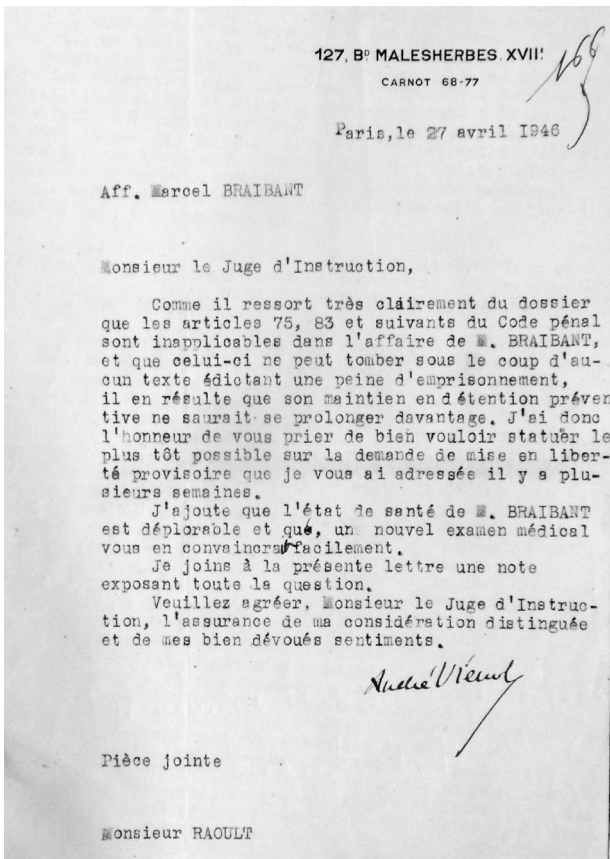 127, Bᴰ MALESHERBES. XVIIᴱ
166
CARNOT 68-77
Paris, le 27 avril I946
Aff. Marcel BRAIBANT
Monsieur le Juge d'Instruction,
Comme il ressort très clairement du dossier
que les articles 75, 83 et suivants du Code pénal
sont inapplicables dans l'affaire de M. BRAIBANT,
et que celui-ci ne peut tomber sous le coup d'au-
cun texte édictant une peine d'emprisonnement,
il en résulte que son maintien en détention préven
tive ne saurait se prolonger davantage. J'ai donc
l'honneur de vous prier de bien vouloir statuer le
plus tôt possible sur la demande de mise en liber-
té provisoire que je vous ai adressée il y a plu-
sieurs semaines.
J'ajoute que l'état de santé de M. BRAIBANT
est déplorable et que, un nouvel examen médical
vous en convaincra facilement.
Je joins à la présente lettre une note
exposant toute la question.
Veuillez agréer, Monsieur le Juge d'Instruc-
tion, l'assurance de ma considération distinguée
et de mes bien dévoués sentiments.
André Viénot
Pièce jointe
Monsieur RAOULT